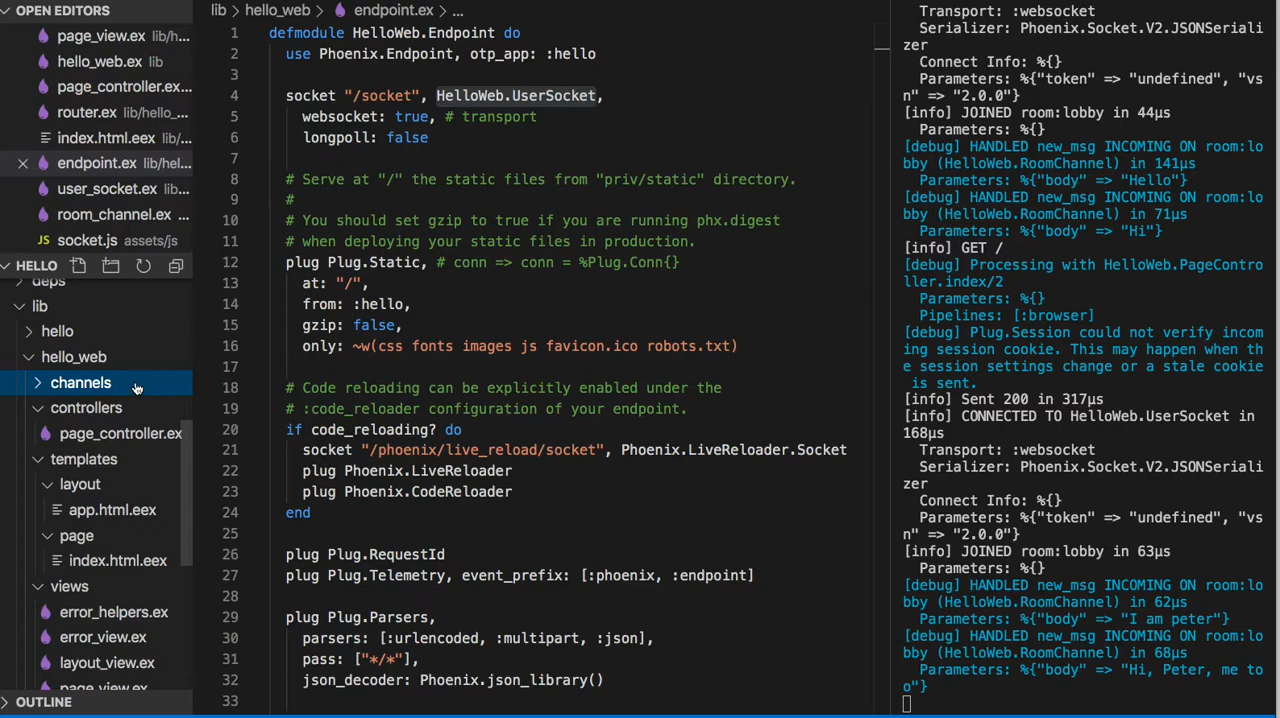 OPEN EDITORS
page_view.ex lib/h...
hello_web.ex lib
page_controller.ex...
router.ex lib/hello_...
index.html.eex lib/...
endpoint.ex lib/hel...
user_socket.ex lib...
room_channel.ex ...
JS socket.js assets/js
HELLO
deps
lib
hello
hello_web
channels
controllers
page_controller.ex
templates
layout
app.html.eex
page
index.html.eex
views
error_helpers.ex
error_view.ex
layout_view.ex
page_view.ex
OUTLINE
lib > hello_web > endpoint.ex > ...
1 defmodule HelloWeb.Endpoint do
2 use Phoenix.Endpoint, otp_app: :hello
3
4 socket "/socket", HelloWeb.UserSocket,
5 websocket: true, # transport
6 longpoll: false
7
8 # Serve at "/" the static files from "priv/static" directory.
9 #
10 # You should set gzip to true if you are running phx.digest
11 # when deploying your static files in production.
12 plug Plug.Static, # conn => conn = %Plug.Conn{}
13 at: "/",
14 from: :hello,
15 gzip: false,
16 only: ~w(css fonts images js favicon.ico robots.txt)
17
18 # Code reloading can be explicitly enabled under the
19 # :code_reloader configuration of your endpoint.
20 if code_reloading? do
21 socket "/phoenix/live_reload/socket", Phoenix.LiveReloader.Socket
22 plug Phoenix.LiveReloader
23 plug Phoenix.CodeReloader
24 end
25
26 plug Plug.RequestId
27 plug Plug.Telemetry, event_prefix: [:phoenix, :endpoint]
28
29 plug Plug.Parsers,
30 parsers: [:urlencoded, :multipart, :json],
31 pass: ["*/*"],
32 json_decoder: Phoenix.json_library()
33
Transport: :websocket
Serializer: Phoenix.Socket.V2.JSONSeriali
zer
Connect Info: %{}
Parameters: %{"token" => "undefined", "vs
n" => "2.0.0"}
[info] JOINED room:lobby in 44µs
Parameters: %{}
[debug] HANDLED new_msg INCOMING ON room:lo
bby (HelloWeb.RoomChannel) in 141µs
Parameters: %{"body" => "Hello"}
[debug] HANDLED new_msg INCOMING ON room:lo
bby (HelloWeb.RoomChannel) in 71µs
Parameters: %{"body" => "Hi"}
[info] GET /
[debug] Processing with HelloWeb.PageContro
ller.index/2
Parameters: %{}
Pipelines: [:browser]
[debug] Plug.Session could not verify incom
ing session cookie. This may happen when th
e session settings change or a stale cookie
is sent.
[info] Sent 200 in 317µs
[info] CONNECTED TO HelloWeb.UserSocket in
168µs
Transport: :websocket
Serializer: Phoenix.Socket.V2.JSONSeriali
zer
Connect Info: %{}
Parameters: %{"token" => "undefined", "vs
n" => "2.0.0"}
[info] JOINED room:lobby in 63µs
Parameters: %{}
[debug] HANDLED new_msg INCOMING ON room:lo
bby (HelloWeb.RoomChannel) in 62µs
Parameters: %{"body" => "I am peter"}
[debug] HANDLED new_msg INCOMING ON room:lo
bby (HelloWeb.RoomChannel) in 68µs
Parameters: %{"body" => "Hi, Peter, me to
o"}